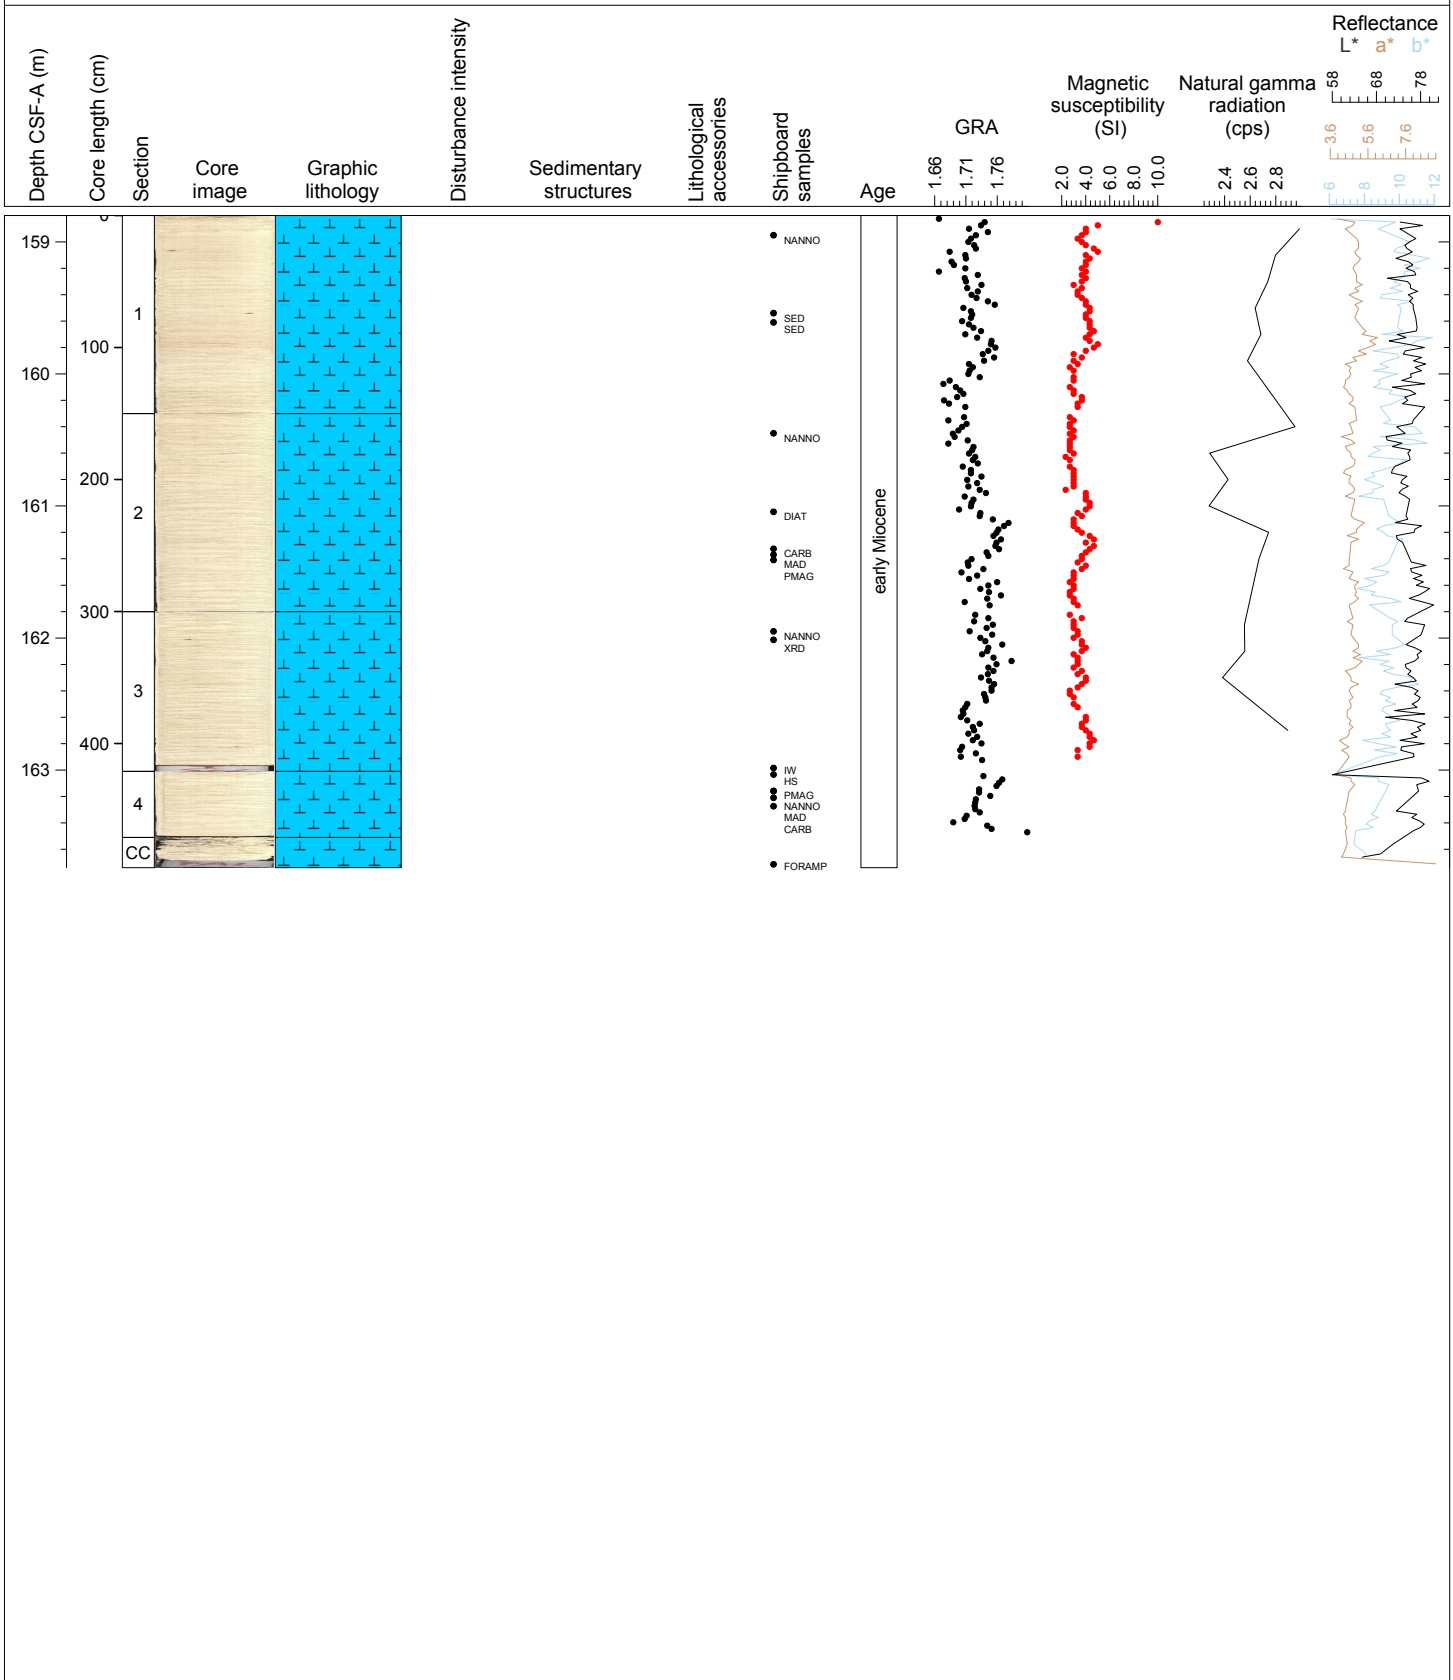 Depth CSF-A (m)
Core length (cm)
Section
Core
image
Graphic
lithology
Disturbance intensity
Sedimentary
structures
Lithological
accessories
Shipboard
samples
Age
GRA
1.66
1.71
1.76
Magnetic
susceptibility
(SI)
2.0
4.0
6.0
8.0
10.0
Natural gamma
radiation
(cps)
2.4
2.6
2.8
Reflectance
L* a* b*
58
68
78
3.6
5.6
7.6
6
8
10
12
159
160
161
162
163
0
100
200
300
400
1
2
3
4
CC
NANNO
SED
SED
NANNO
DIAT
CARB
MAD
PMAG
NANNO
XRD
IW
HS
PMAG
NANNO
MAD
CARB
FORAMP
early Miocene